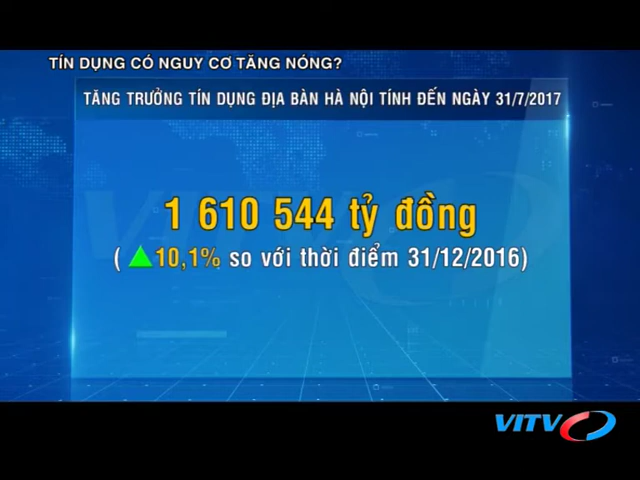 TÍN DỤNG CÓ NGUY CƠ TĂNG NÓNG?
TĂNG TRƯỞNG TÍN DỤNG ĐỊA BÀN HÀ NỘI TÍNH ĐẾN NGÀY 31/7/2017
1 610 544 tỷ đồng
( ▲10,1% so với thời điểm 31/12/2016)
VITV